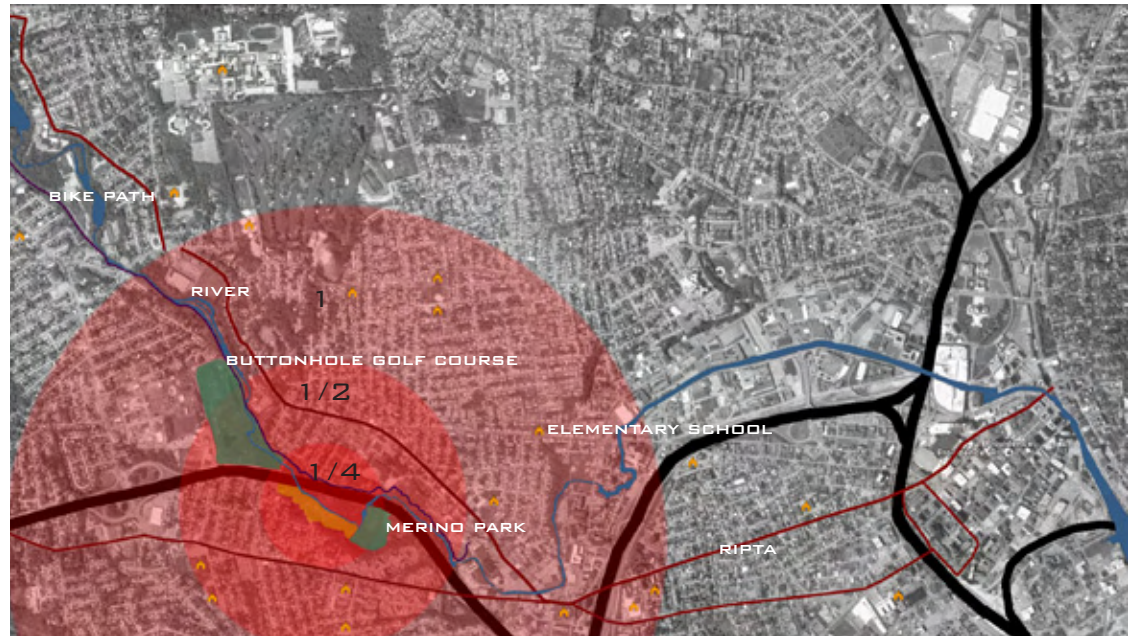 BIKE PATH
RIVER
1
BUTTONHOLE GOLF COURSE
1/2
ELEMENTARY SCHOOL
1/4
MERINO PARK
RIPTA